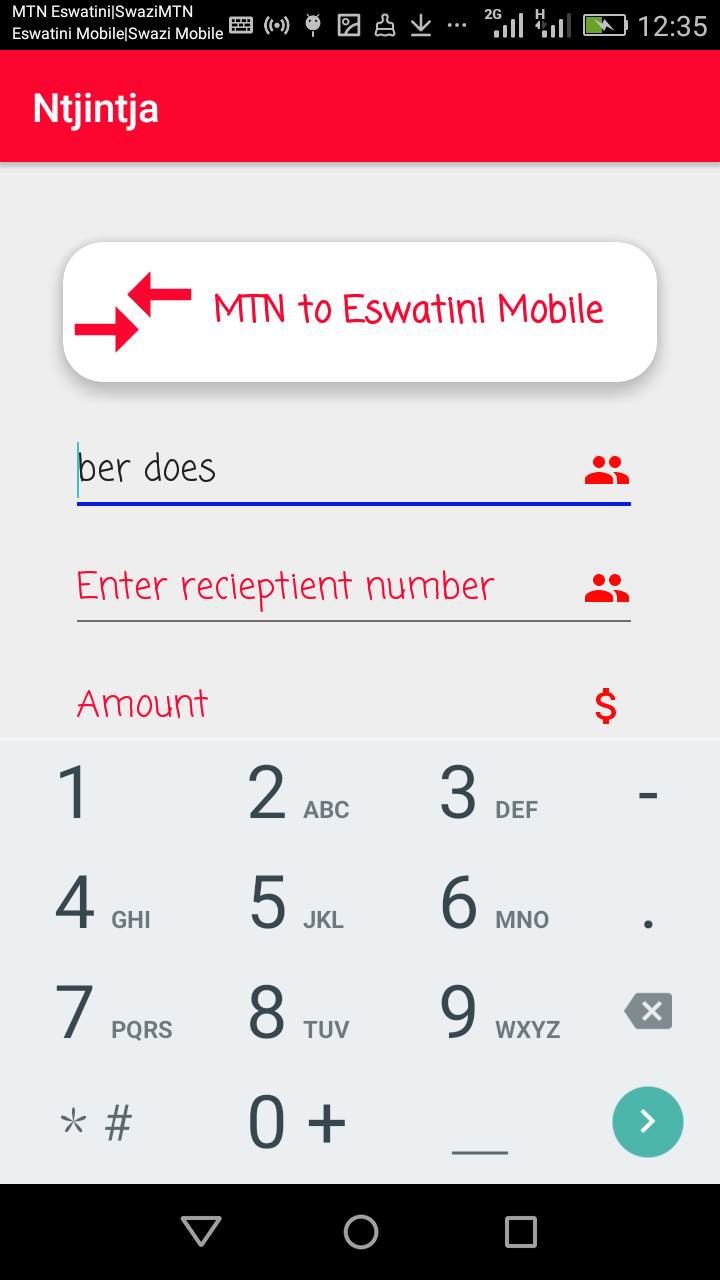 MTN Eswatini|SwaziMTN
Eswatini Mobile|Swazi Mobile
2G
H
12:35
Ntjintja
MTN to Eswatini Mobile
ber does
Enter recieptient number
Amount
$
1
2 ABC
3 DEF
-
4 GHI
5 JKL
6 MNO
.
7 PQRS
8 TUV
9 WXYZ
* #
0 +
_